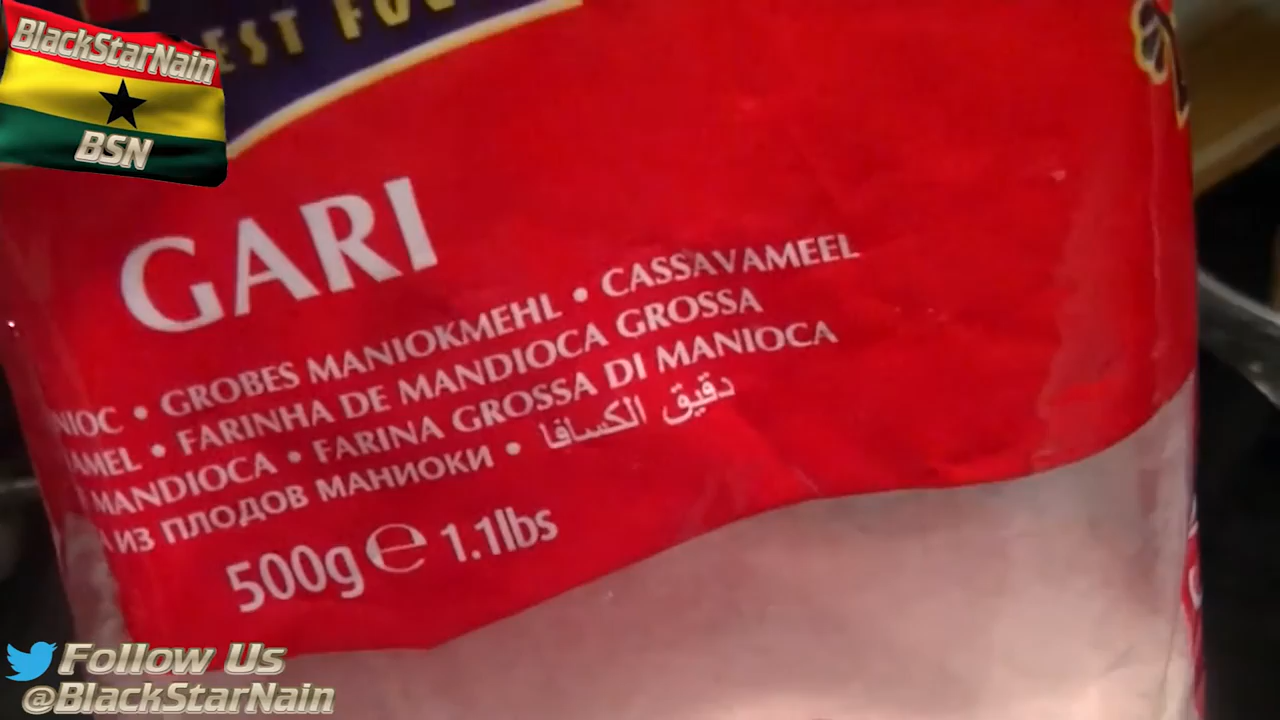 BlackStarNain
BSN
GARI
• GROBES MANIOKMEHL • CASSAVAMEEL
• FARINHA DE MANDIOCA GROSSA
MANDIOCA • FARINA GROSSA DI MANIOCA
ИЗ ПЛОДОВ МАНИОКИ • دقيق الكسافا
500g e 1.1lbs
Follow Us
@BlackStarNain